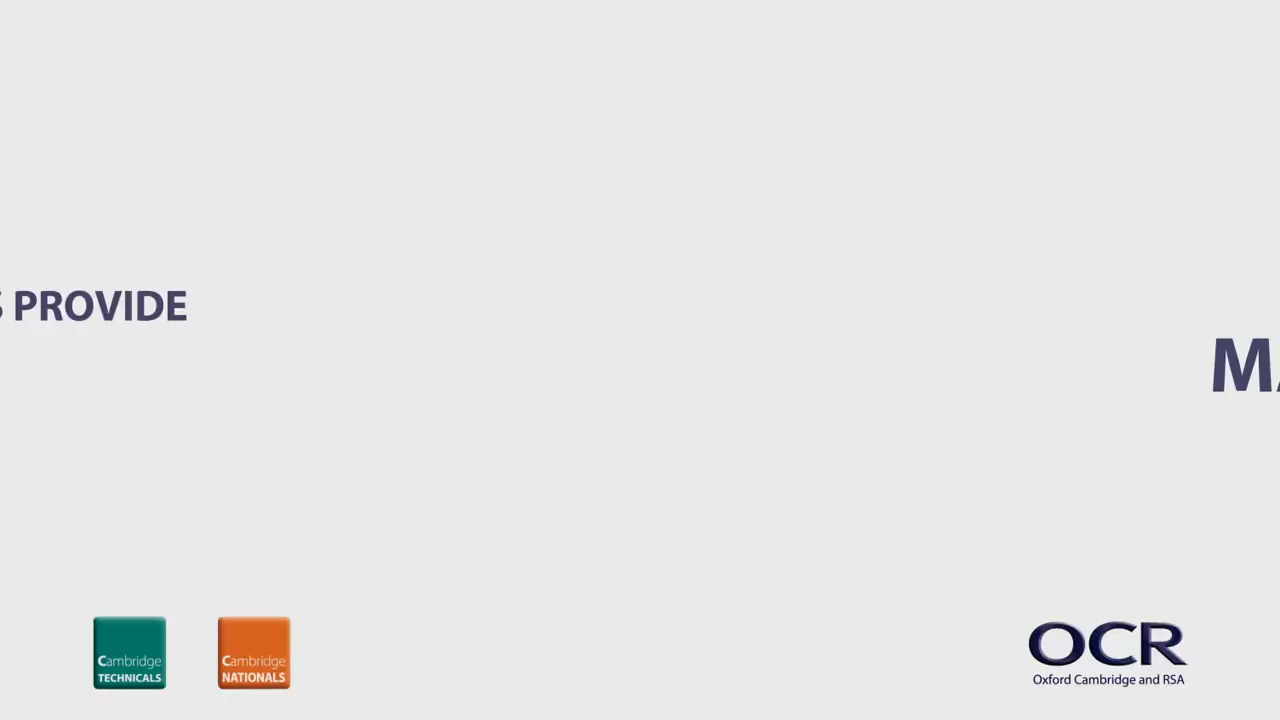 PROVIDE
Cambridge
TECHNICALS
Cambridge
NATIONALS
OCR
Oxford Cambridge and RSA